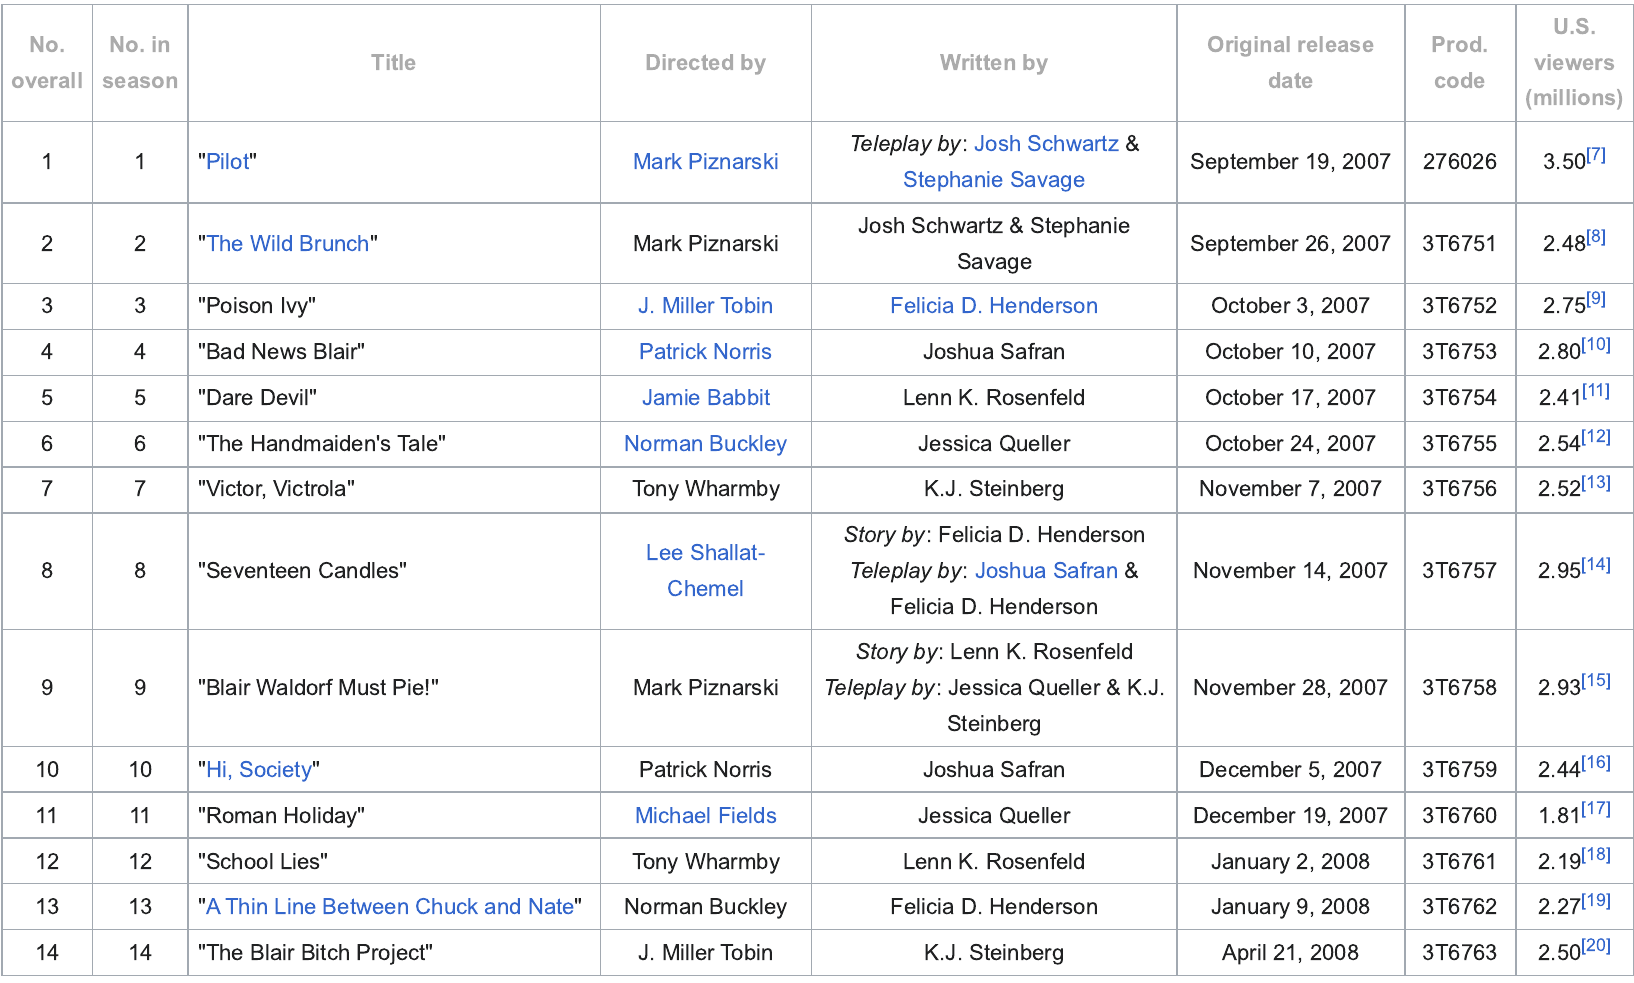 No. overall No. in season Title Directed by Written by Original release date Prod. code U.S. viewers (millions)
1 1 "Pilot" Mark Piznarski Teleplay by: Josh Schwartz & Stephanie Savage September 19, 2007 276026 3.50[7]
2 2 "The Wild Brunch" Mark Piznarski Josh Schwartz & Stephanie Savage September 26, 2007 3T6751 2.48[8]
3 3 "Poison Ivy" J. Miller Tobin Felicia D. Henderson October 3, 2007 3T6752 2.75[9]
4 4 "Bad News Blair" Patrick Norris Joshua Safran October 10, 2007 3T6753 2.80[10]
5 5 "Dare Devil" Jamie Babbit Lenn K. Rosenfeld October 17, 2007 3T6754 2.41[11]
6 6 "The Handmaiden's Tale" Norman Buckley Jessica Queller October 24, 2007 3T6755 2.54[12]
7 7 "Victor, Victrola" Tony Wharmby K.J. Steinberg November 7, 2007 3T6756 2.52[13]
8 8 "Seventeen Candles" Lee Shallat-Chemel Story by: Felicia D. Henderson Teleplay by: Joshua Safran & Felicia D. Henderson November 14, 2007 3T6757 2.95[14]
9 9 "Blair Waldorf Must Pie!" Mark Piznarski Story by: Lenn K. Rosenfeld Teleplay by: Jessica Queller & K.J. Steinberg November 28, 2007 3T6758 2.93[15]
10 10 "Hi, Society" Patrick Norris Joshua Safran December 5, 2007 3T6759 2.44[16]
11 11 "Roman Holiday" Michael Fields Jessica Queller December 19, 2007 3T6760 1.81[17]
12 12 "School Lies" Tony Wharmby Lenn K. Rosenfeld January 2, 2008 3T6761 2.19[18]
13 13 "A Thin Line Between Chuck and Nate" Norman Buckley Felicia D. Henderson January 9, 2008 3T6762 2.27[19]
14 14 "The Blair Bitch Project" J. Miller Tobin K.J. Steinberg April 21, 2008 3T6763 2.50[20]